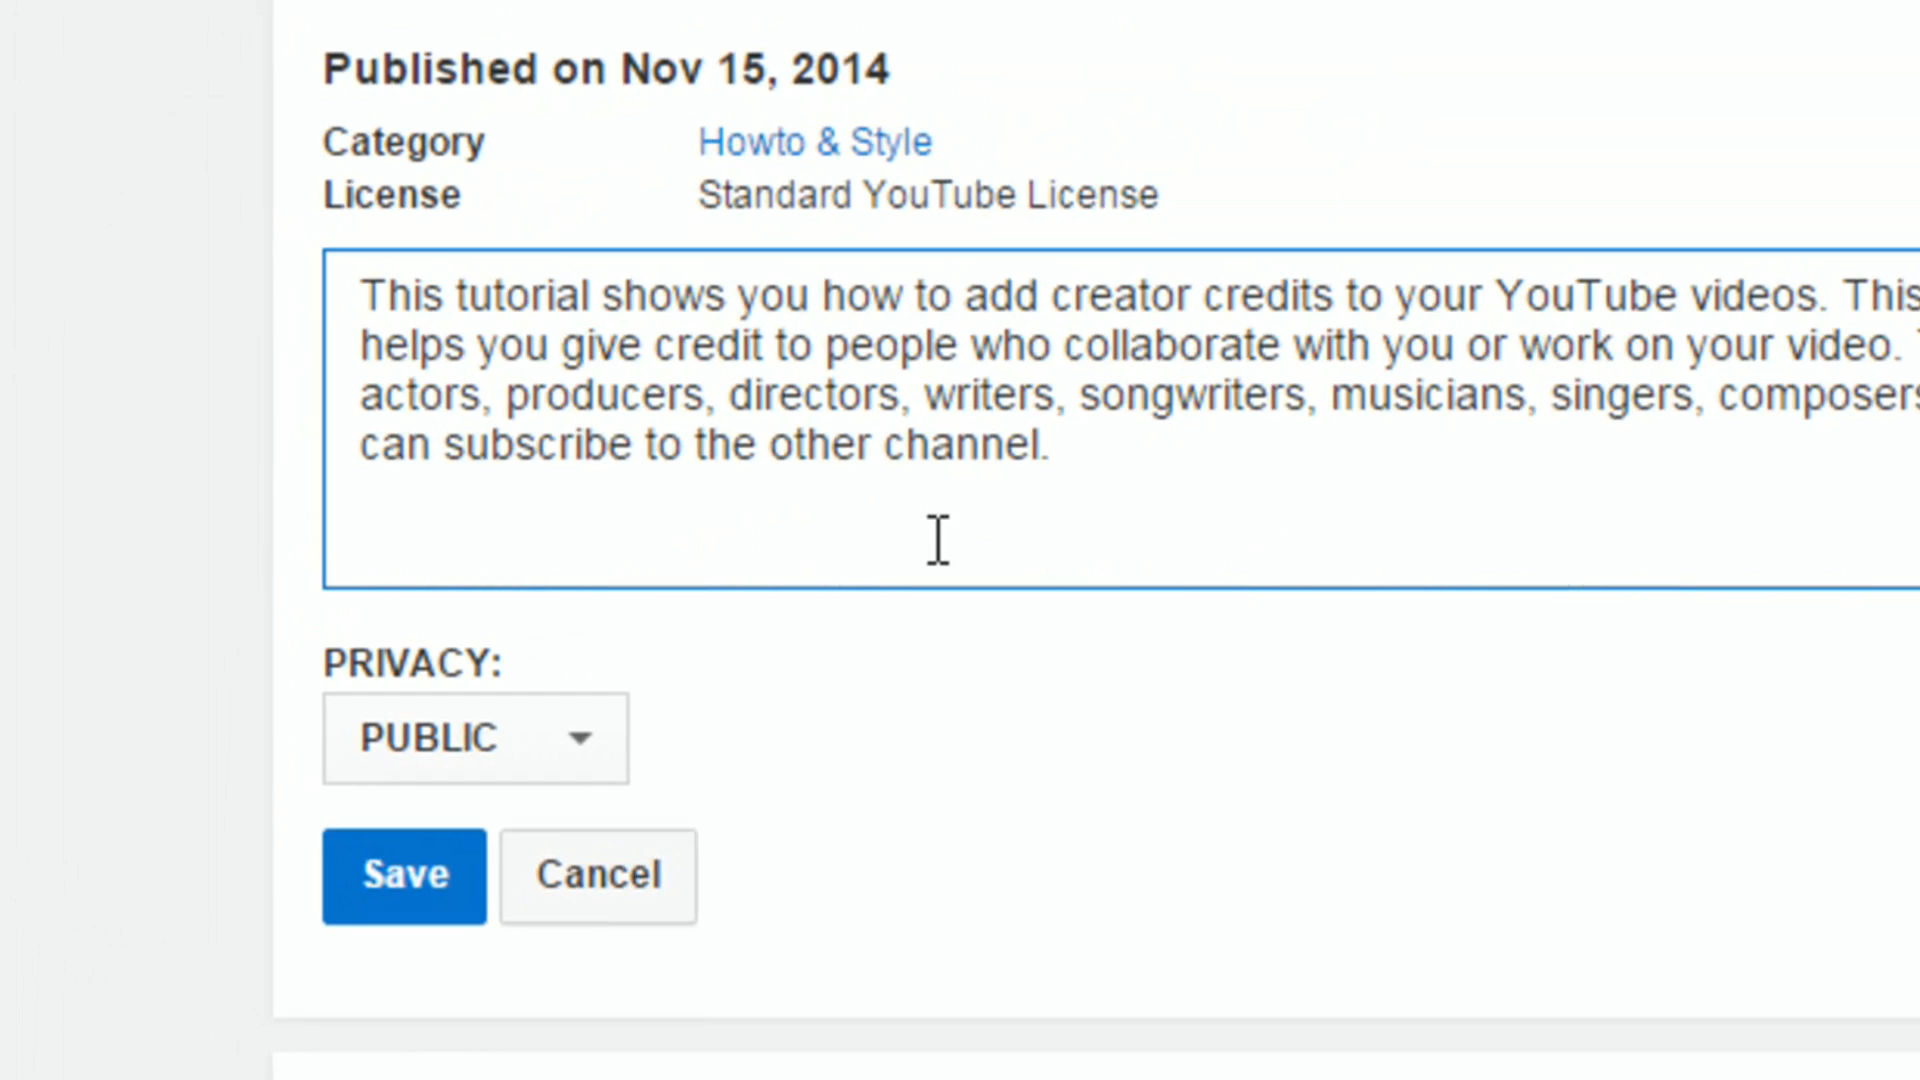 Published on Nov 15, 2014
Category Howto & Style
License Standard YouTube License
This tutorial shows you how to add creator credits to your YouTube videos. This
helps you give credit to people who collaborate with you or work on your video.
actors, producers, directors, writers, songwriters, musicians, singers, composers
can subscribe to the other channel.
PRIVACY:
PUBLIC
Save Cancel